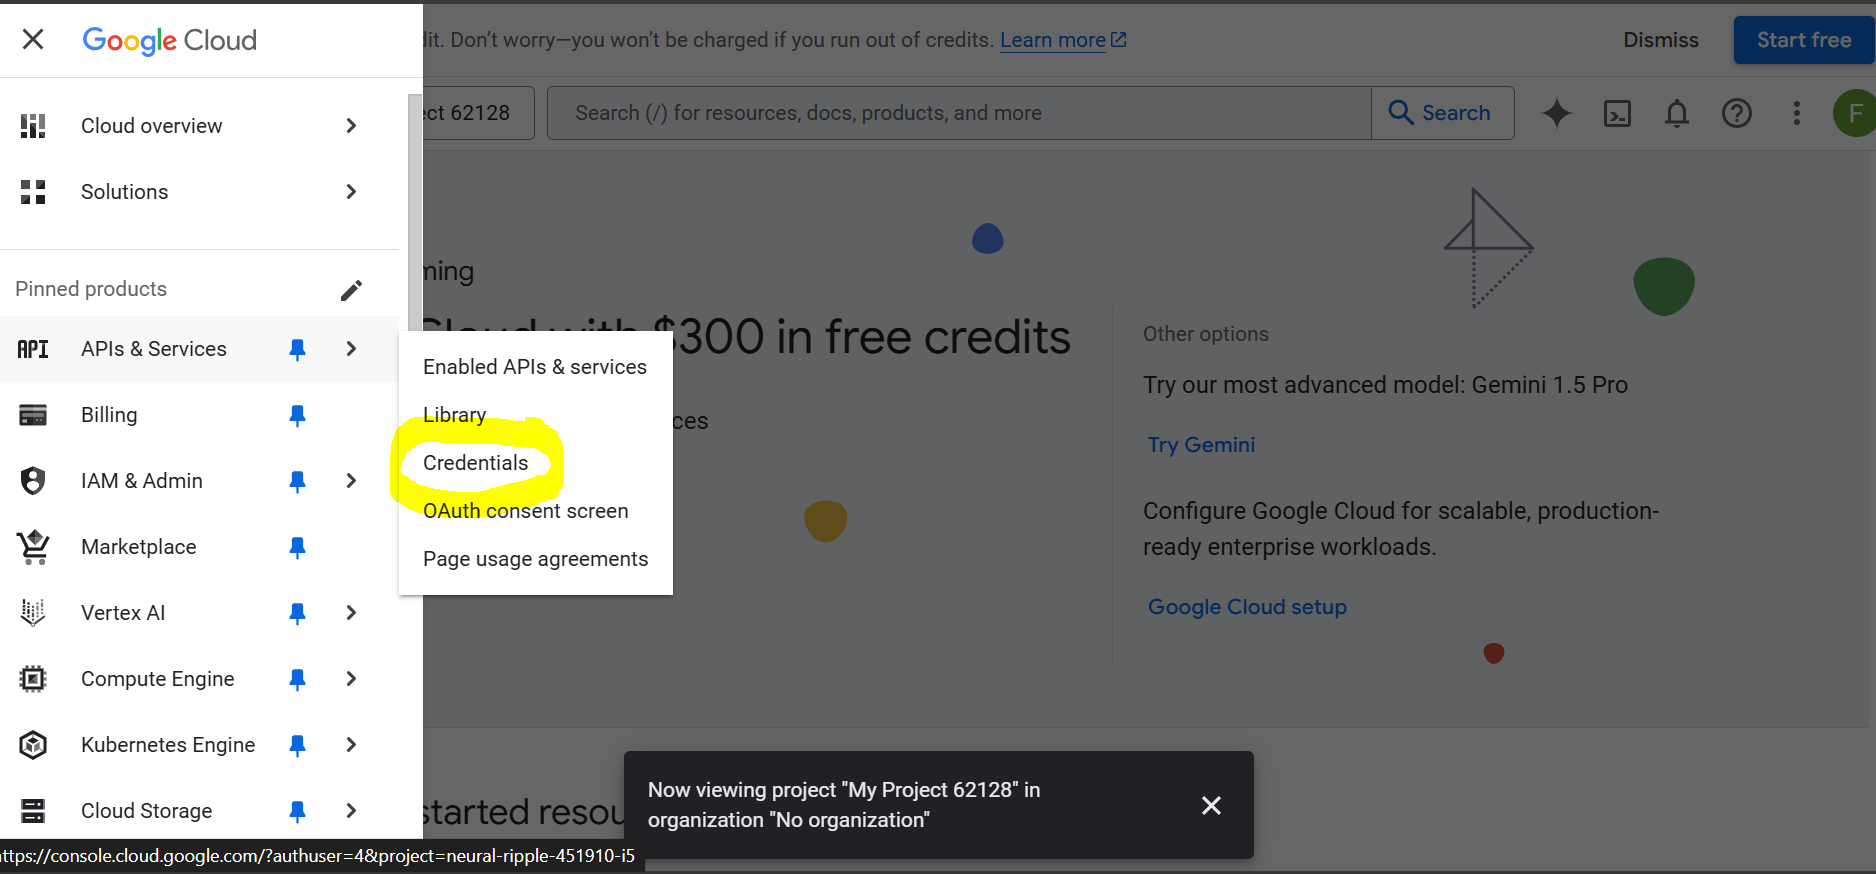 Google Cloud
dit. Don’t worry—you won’t be charged if you run out of credits. Learn more
Dismiss
Start free
ect 62128
Search (/) for resources, docs, products, and more
Search
F
Cloud overview
Solutions
Pinned products
API APIs & Services
Billing
IAM & Admin
Marketplace
Vertex AI
Compute Engine
Kubernetes Engine
Cloud Storage
Enabled APIs & services
Library
Credentials
OAuth consent screen
Page usage agreements
ming
Cloud with $300 in free credits
ces
Other options
Try our most advanced model: Gemini 1.5 Pro
Try Gemini
Configure Google Cloud for scalable, production-
ready enterprise workloads.
Google Cloud setup
started resou
Now viewing project "My Project 62128" in
organization "No organization"
ttps://console.cloud.google.com/?authuser=4&project=neural-ripple-451910-i5